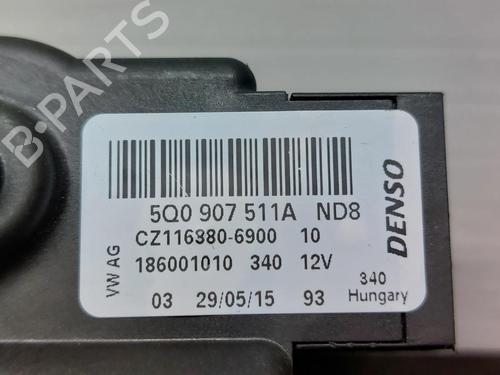 B-PARTS
5Q0 907 511A ND8
CZ116380-6900 10
186001010 340 12V
03 29/05/15 93
VW AG
DENSO
340
Hungary